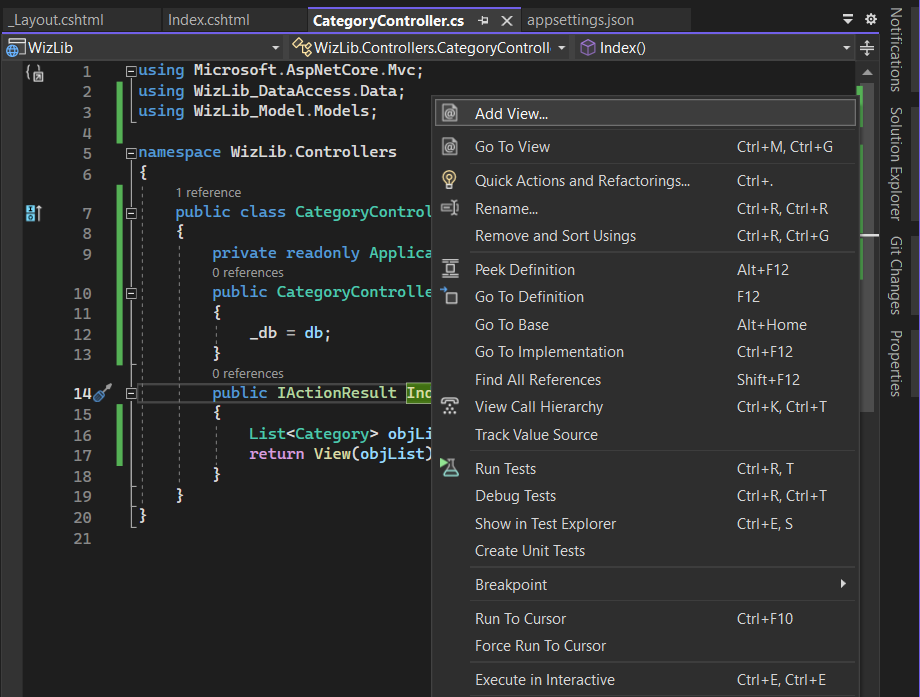 _Layout.cshtml Index.cshtml CategoryController.cs appsettings.json
WizLib WizLib.Controllers.CategoryControll Index()
1 using Microsoft.AspNetCore.Mvc;
2 using WizLib_DataAccess.Data;
3 using WizLib_Model.Models;
4
5 namespace WizLib.Controllers
6 {
1 reference
7 public class CategoryControl
8 {
9 private readonly Applica
0 references
10 public CategoryControlle
11 {
12 _db = db;
13 }
0 references
14 public IActionResult Ind
15 {
16 List<Category> objLi
17 return View(objList)
18 }
19 }
20 }
21
Add View...
Go To View Ctrl+M, Ctrl+G
Quick Actions and Refactorings... Ctrl+.
Rename... Ctrl+R, Ctrl+R
Remove and Sort Usings Ctrl+R, Ctrl+G
Peek Definition Alt+F12
Go To Definition F12
Go To Base Alt+Home
Go To Implementation Ctrl+F12
Find All References Shift+F12
View Call Hierarchy Ctrl+K, Ctrl+T
Track Value Source
Run Tests Ctrl+R, T
Debug Tests Ctrl+R, Ctrl+T
Show in Test Explorer Ctrl+E, S
Create Unit Tests
Breakpoint
Run To Cursor Ctrl+F10
Force Run To Cursor
Execute in Interactive Ctrl+E, Ctrl+E
Notifications
Solution Explorer
Git Changes
Properties